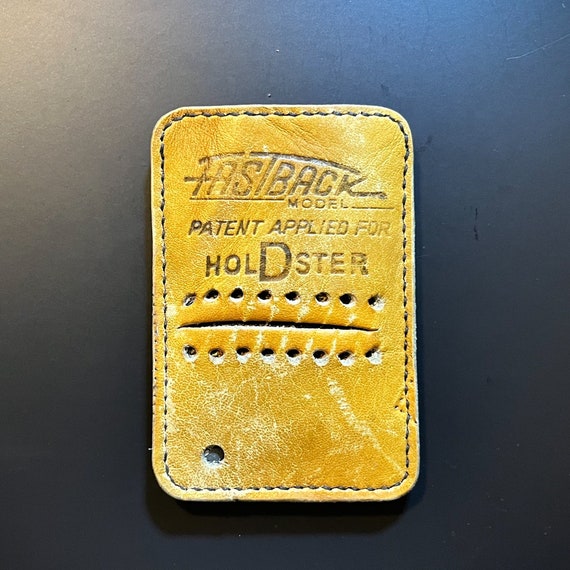 FASTBACK
MODEL
PATENT APPLIED FOR
HOLDSTER